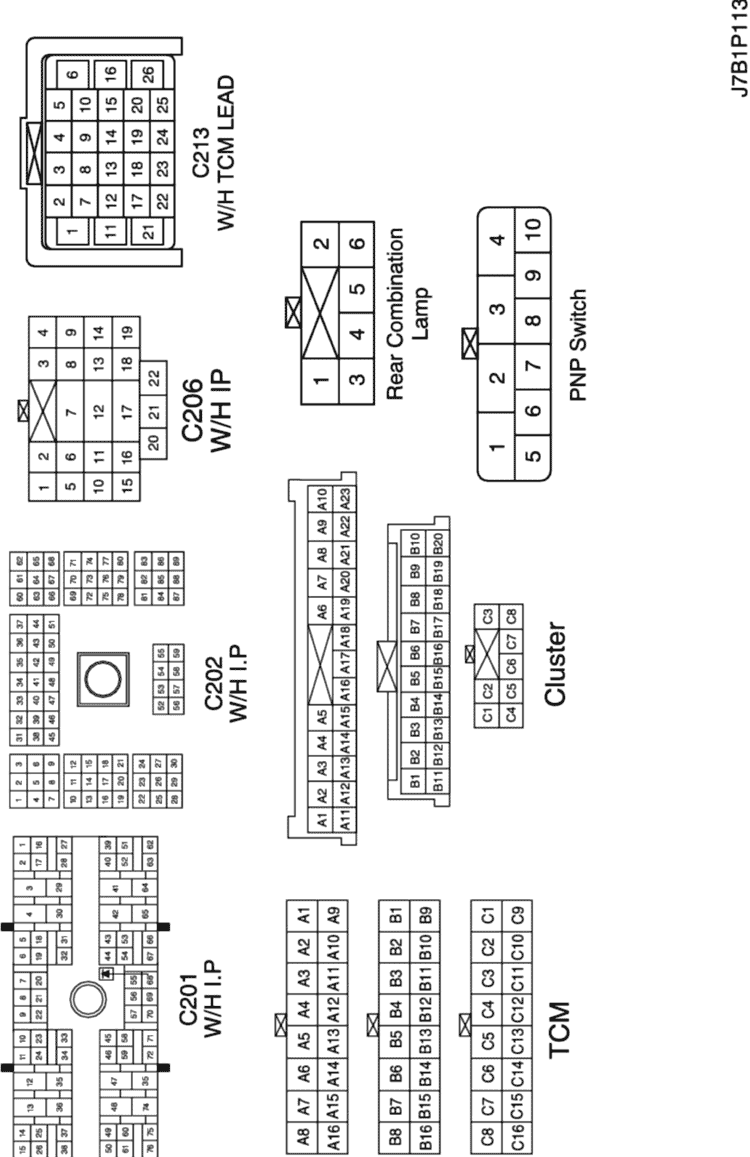 15 14 13 12 11 10 9 8 7 6 5 4 3 2 1
26 25 24 23 22 21 20 19 18 17 16
38 37 36 35 34 33 32 31 30 29 28 27
50 49 48 47 46 45 44 43 42 41 40 39
61 60 59 58 57 56 55 54 53 52 51
76 75 74 35 72 71 70 69 68 67 66 65 64 63 62
C201
W/H I.P
1 2 3
4 5 6
7 8 9
10 11 12
13 14 15
16 17 18
19 20 21
22 23 24
25 26 27
28 29 30
31 32 33 34 35 36 37
38 39 40 41 42 43 44
45 46 47 48 49 50 51
52 53 54 55
56 57 58 59
60 61 62
63 64 65
66 67 68
69 70 71
72 73 74
75 76 77
78 79 80
81 82 83
84 85 86
87 88 89
C202
W/H I.P
1 2 3 4
5 6 7 8 9
10 11 12 13 14
15 16 17 18 19
20 21 22
C206
W/H IP
1 2 3 4 5 6
7 8 9 10
11 12 13 14 15 16
17 18 19 20
21 22 23 24 25 26
C213
W/H TCM LEAD
A8 A7 A6 A5 A4 A3 A2 A1
A16 A15 A14 A13 A12 A11 A10 A9
B8 B7 B6 B5 B4 B3 B2 B1
B16 B15 B14 B13 B12 B11 B10 B9
C8 C7 C6 C5 C4 C3 C2 C1
C16 C15 C14 C13 C12 C11 C10 C9
TCM
A1 A2 A3 A4 A5 A6 A7 A8 A9 A10
A11 A12 A13 A14 A15 A16 A17 A18 A19 A20 A21 A22 A23
B1 B2 B3 B4 B5 B6 B7 B8 B9 B10
B11 B12 B13 B14 B15 B16 B17 B18 B19 B20
C1 C2 C3
C4 C5 C6 C7 C8
Cluster
1 2
3 4 5 6
Rear Combination
Lamp
1 2 3 4
5 6 7 8 9 10
PNP Switch
J7B1P113